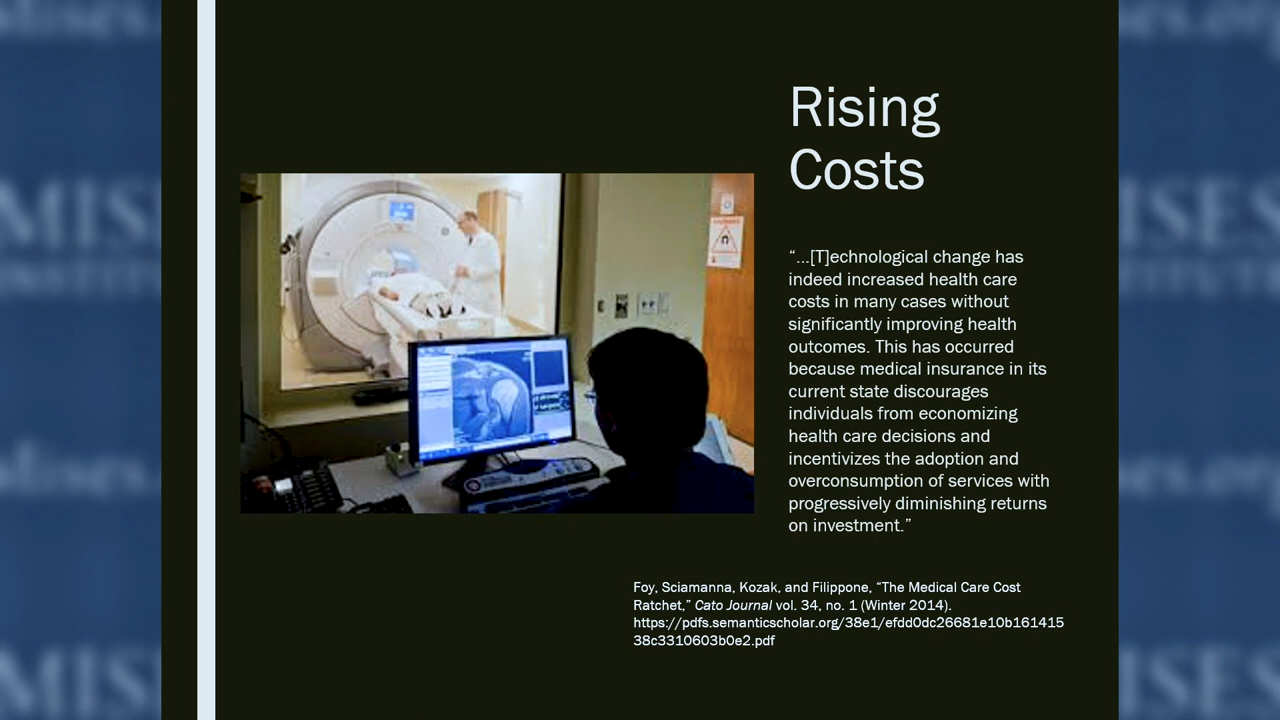 Rising
Costs
“...[T]echnological change has
indeed increased health care
costs in many cases without
significantly improving health
outcomes. This has occurred
because medical insurance in its
current state discourages
individuals from economizing
health care decisions and
incentivizes the adoption and
overconsumption of services with
progressively diminishing returns
on investment.”
Foy, Sciamanna, Kozak, and Filippone, “The Medical Care Cost
Ratchet,” Cato Journal vol. 34, no. 1 (Winter 2014).
https://pdfs.semanticscholar.org/38e1/efdd0dc26681e10b161415
38c3310603b0e2.pdf